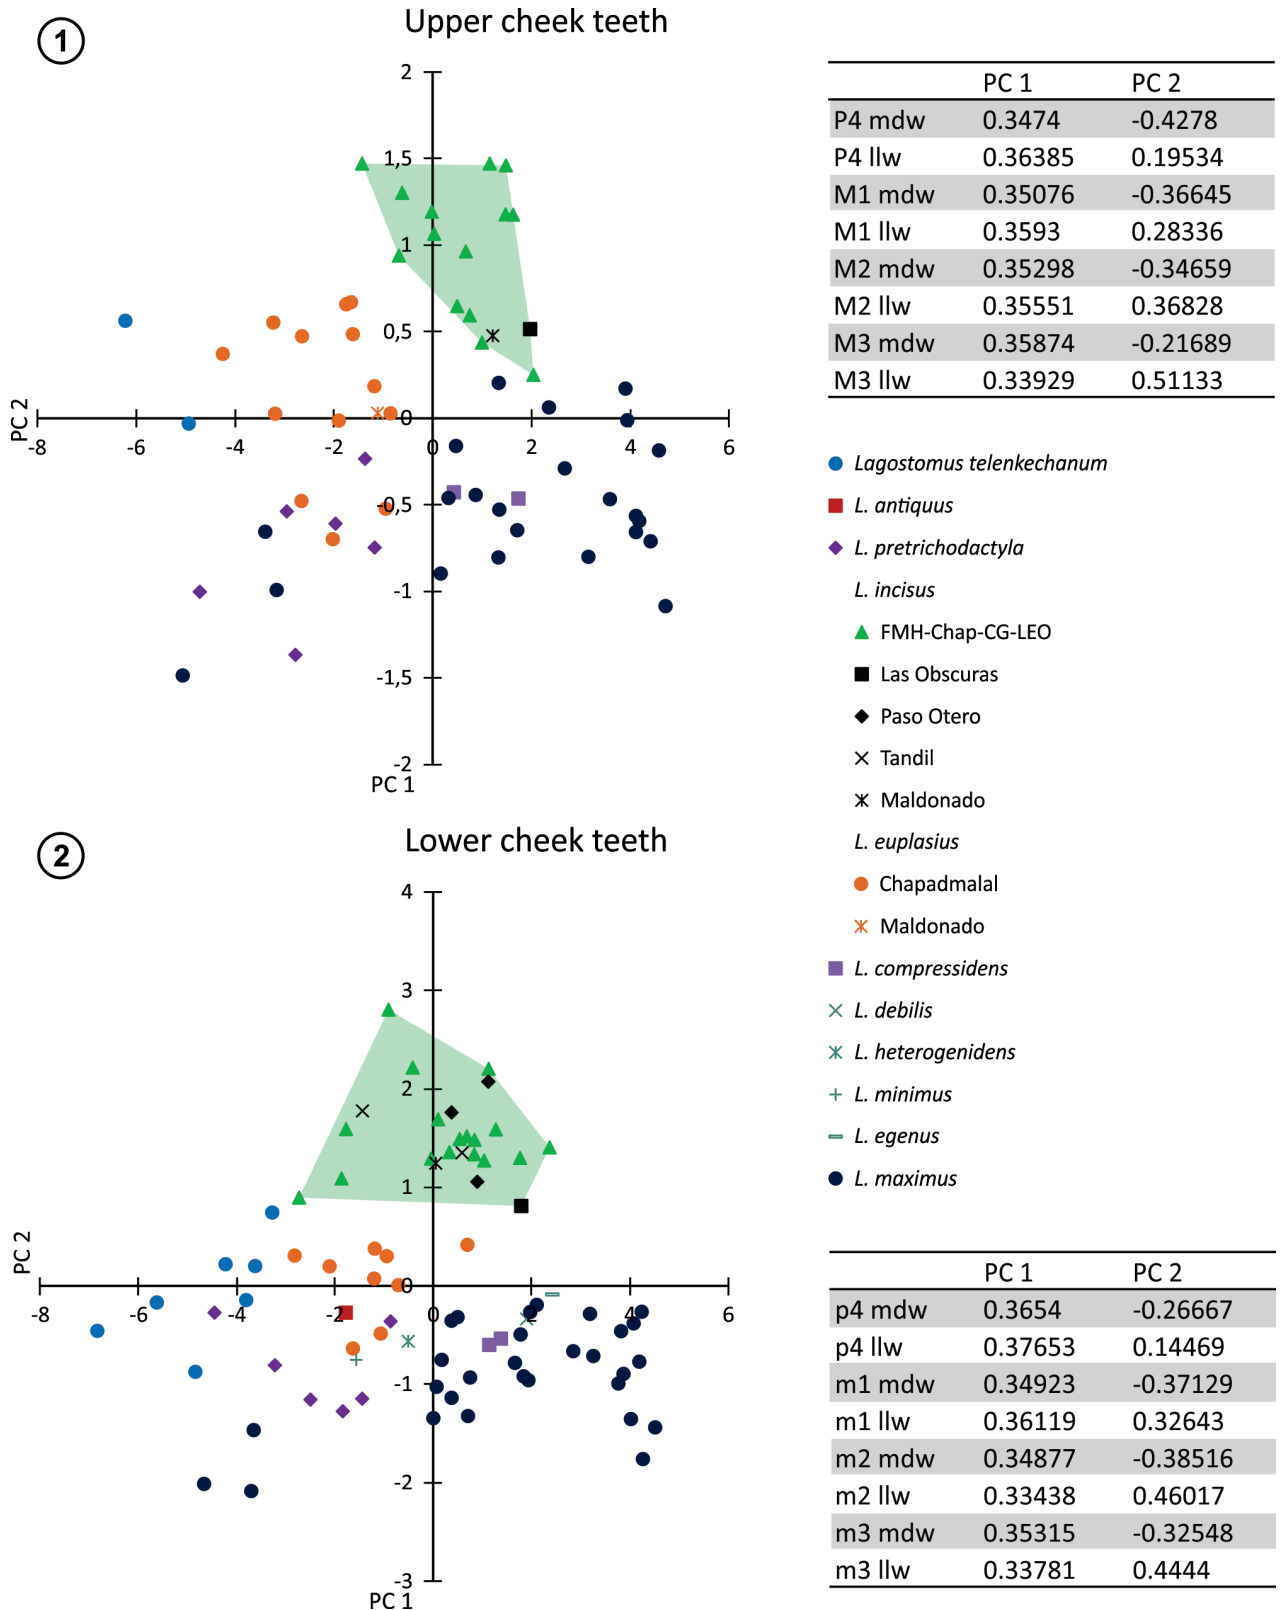 1
Upper cheek teeth
2
1,5
1
0,5
0
-0,5
-1
-1,5
-2
-8
-6
-4
-2
0
2
4
6
PC 2
PC 1
PC 1 PC 2
P4 mdw 0.3474 -0.4278
P4 llw 0.36385 0.19534
M1 mdw 0.35076 -0.36645
M1 llw 0.3593 0.28336
M2 mdw 0.35298 -0.34659
M2 llw 0.35551 0.36828
M3 mdw 0.35874 -0.21689
M3 llw 0.33929 0.51133
Lagostomus telenkechanum
L. antiquus
L. pretrichodactyla
L. incisus
FMH-Chap-CG-LEO
Las Obscuras
Paso Otero
Tandil
Maldonado
L. euplasius
Chapadmalal
Maldonado
L. compressidens
L. debilis
L. heterogenidens
L. minimus
L. egenus
L. maximus
2
Lower cheek teeth
4
3
2
1
0
-1
-2
-3
-8
-6
-4
-2
0
2
4
6
PC 2
PC 1
PC 1 PC 2
p4 mdw 0.3654 -0.26667
p4 llw 0.37653 0.14469
m1 mdw 0.34923 -0.37129
m1 llw 0.36119 0.32643
m2 mdw 0.34877 -0.38516
m2 llw 0.33438 0.46017
m3 mdw 0.35315 -0.32548
m3 llw 0.33781 0.4444